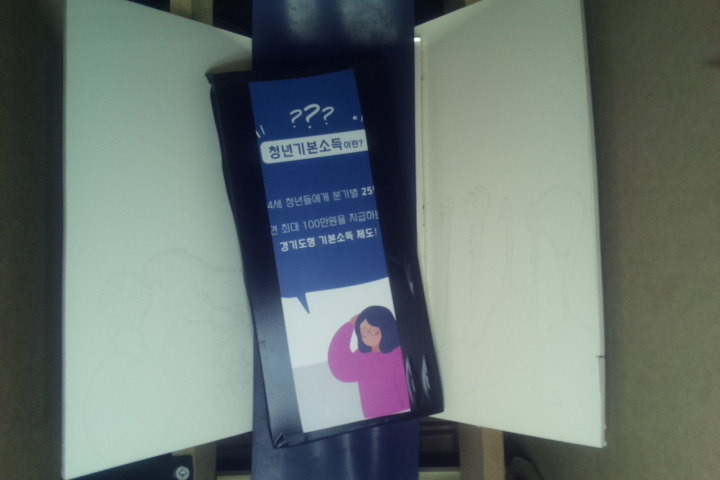 ???
청년기본소득이란?
4세 청년들에게 분기별 25
최대 100만원을 지급하는
경기도형 기본소득 제도!